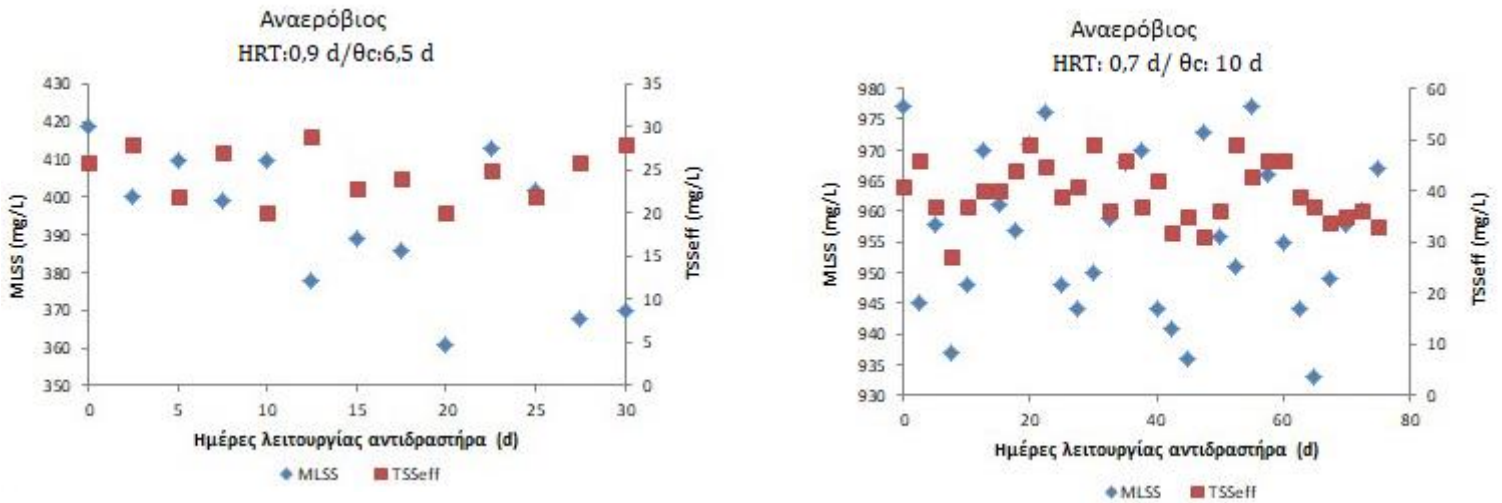 Αναερόβιος
HRT:0,9 d/θc:6,5 d
430
420
410
400
390
380
370
360
350
35
30
25
20
15
10
5
0
MLSS (mg/L)
TSSeff (mg/L)
0 5 10 15 20 25 30
Ημέρες λειτουργίας αντιδραστήρα (d)
MLSS TSSeff
Αναερόβιος
HRT: 0,7 d/ θc: 10 d
980
975
970
965
960
955
950
945
940
935
930
60
50
40
30
20
10
0
MLSS (mg/L)
TSSeff (mg/L)
0 20 40 60 80
Ημέρες λειτουργίας αντιδραστήρα (d)
MLSS TSSeff